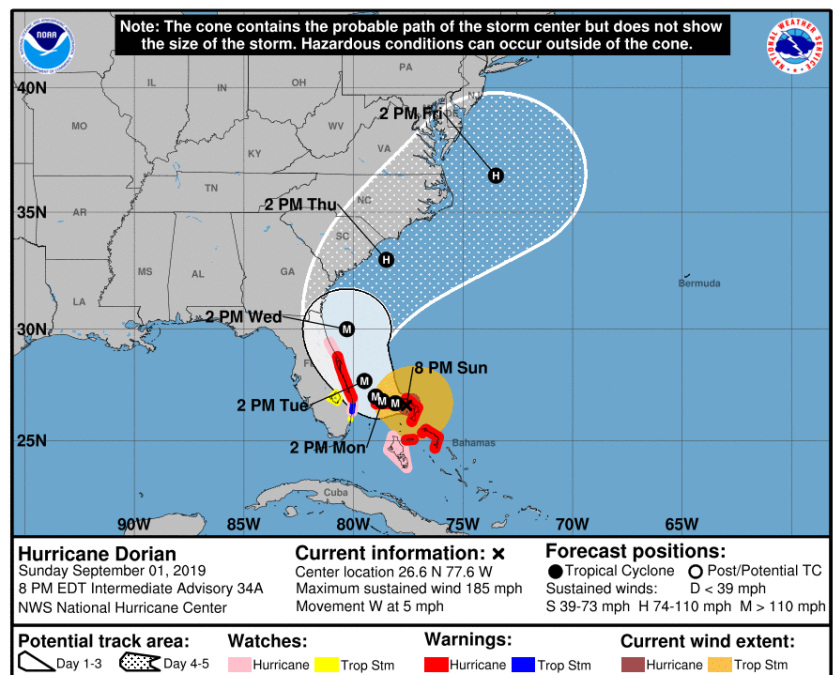 Note: The cone contains the probable path of the storm center but does not show
the size of the storm. Hazardous conditions can occur outside of the cone.
NOAA
NATIONAL WEATHER SERVICE
PA
NJ
40N
IL
IN
OH
2 PM Fri
DE
MO
WV
VA
KY
TN
NC
2 PM Thu
35N
AR
SC
MS
AL
GA
LA
Bermuda
2 PM Wed
30N
H
H
M
FL
8 PM Sun
2 PM Tue
M
M
M
M
2 PM Mon
25N
Bahamas
Cuba
90W
85W
80W
75W
70W
65W
Hurricane Dorian
Sunday September 01, 2019
8 PM EDT Intermediate Advisory 34A
NWS National Hurricane Center
Current information: x
Center location 26.6 N 77.6 W
Maximum sustained wind 185 mph
Movement W at 5 mph
Forecast positions:
Tropical Cyclone Post/Potential TC
Sustained winds: D < 39 mph
S 39-73 mph H 74-110 mph M > 110 mph
Potential track area:
Day 1-3 Day 4-5
Watches:
Hurricane Trop Stm
Warnings:
Hurricane Trop Stm
Current wind extent:
Hurricane Trop Stm